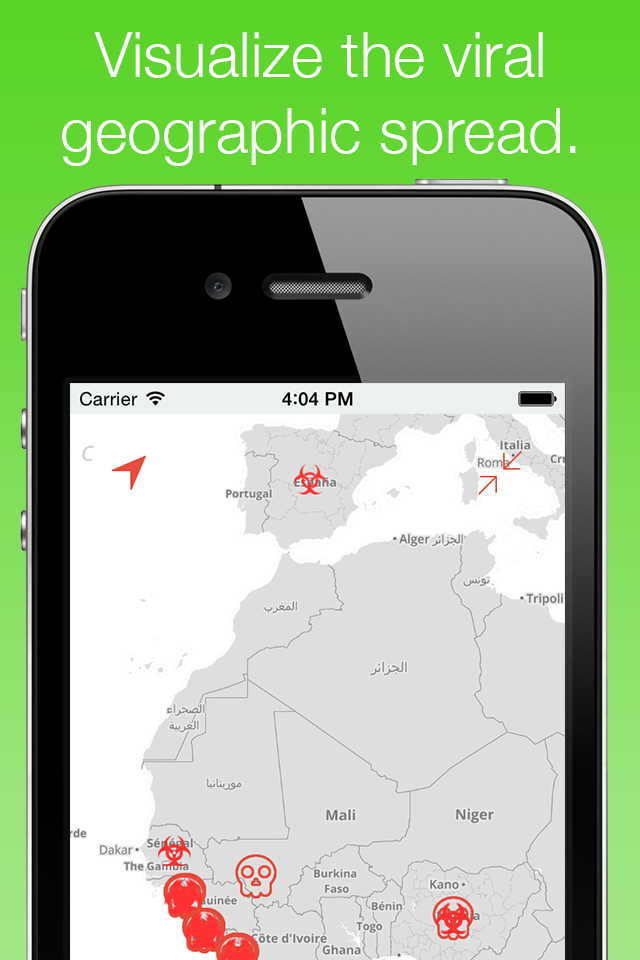 Visualize the viral
geographic spread.
Carrier
4:04 PM
C
Italia
Roma
España
Portugal
Alger الجزائر
تونس
Tripoli
المغرب
الجزائر
الصحراء
الغربية
موريتانيا
Mali
Niger
rde
Dakar
Sénégal
The Gambia
Burkina
Faso
Kano
Guinée
Bénin
Togo
Côte d'Ivoire
Ghana